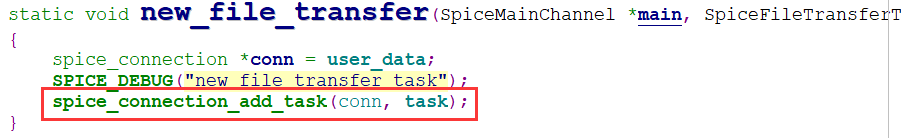 static void new_file_transfer(SpiceMainChannel *main, SpiceFileTransferT
{
spice_connection *conn = user_data;
SPICE_DEBUG("new file transfer task");
spice_connection_add_task(conn, task);
}